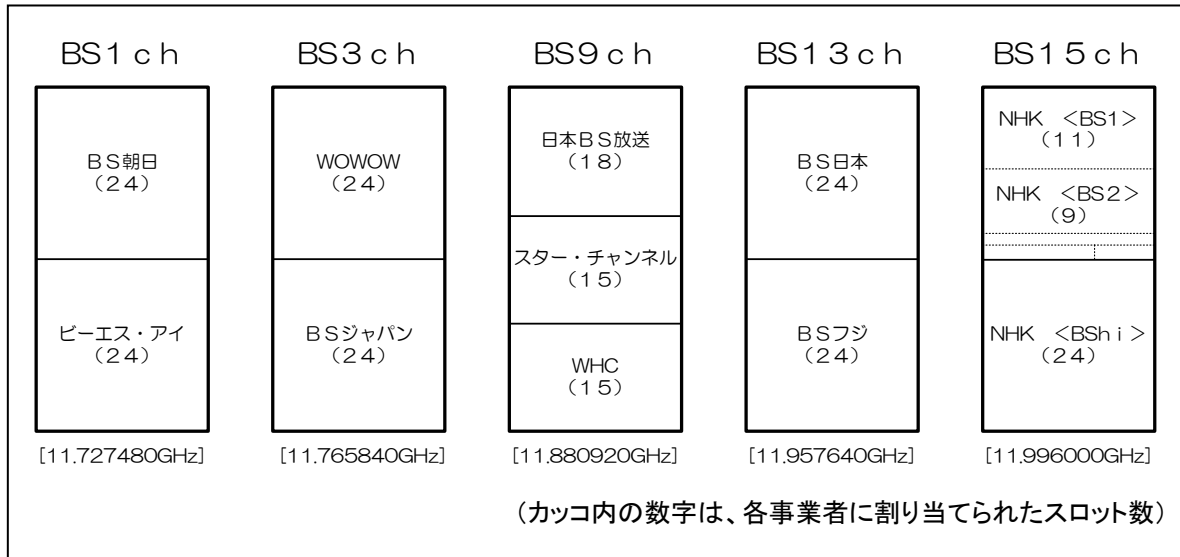 BS1ch
BS朝日
(24)
ビーエス・アイ
(24)
[11.727480GHz]
BS3ch
WOWOW
(24)
BSジャパン
(24)
[11.765840GHz]
BS9ch
日本BS放送
(18)
スター・チャンネル
(15)
WHC
(15)
[11.880920GHz]
BS13ch
BS日本
(24)
BSフジ
(24)
[11.957640GHz]
BS15ch
NHK <BS1>
(11)
NHK <BS2>
(9)
NHK <BShi>
(24)
[11.996000GHz]
(カッコ内の数字は、各事業者に割り当てられたスロット数)